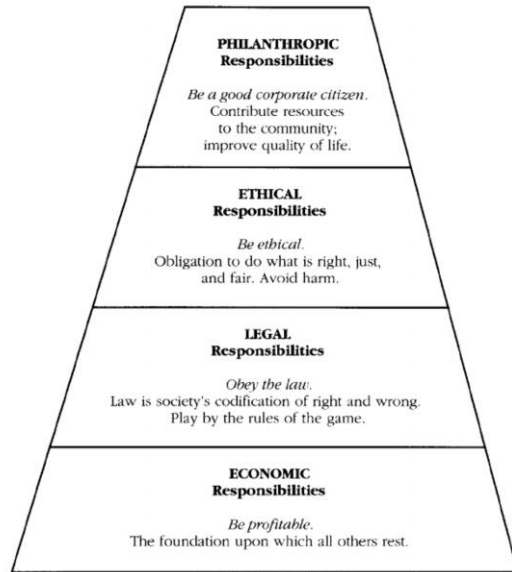 PHILANTHROPIC
Responsibilities
Be a good corporate citizen.
Contribute resources
to the community;
improve quality of life.
ETHICAL
Responsibilities
Be ethical.
Obligation to do what is right, just,
and fair. Avoid harm.
LEGAL
Responsibilities
Obey the law.
Law is society's codification of right and wrong.
Play by the rules of the game.
ECONOMIC
Responsibilities
Be profitable.
The foundation upon which all others rest.